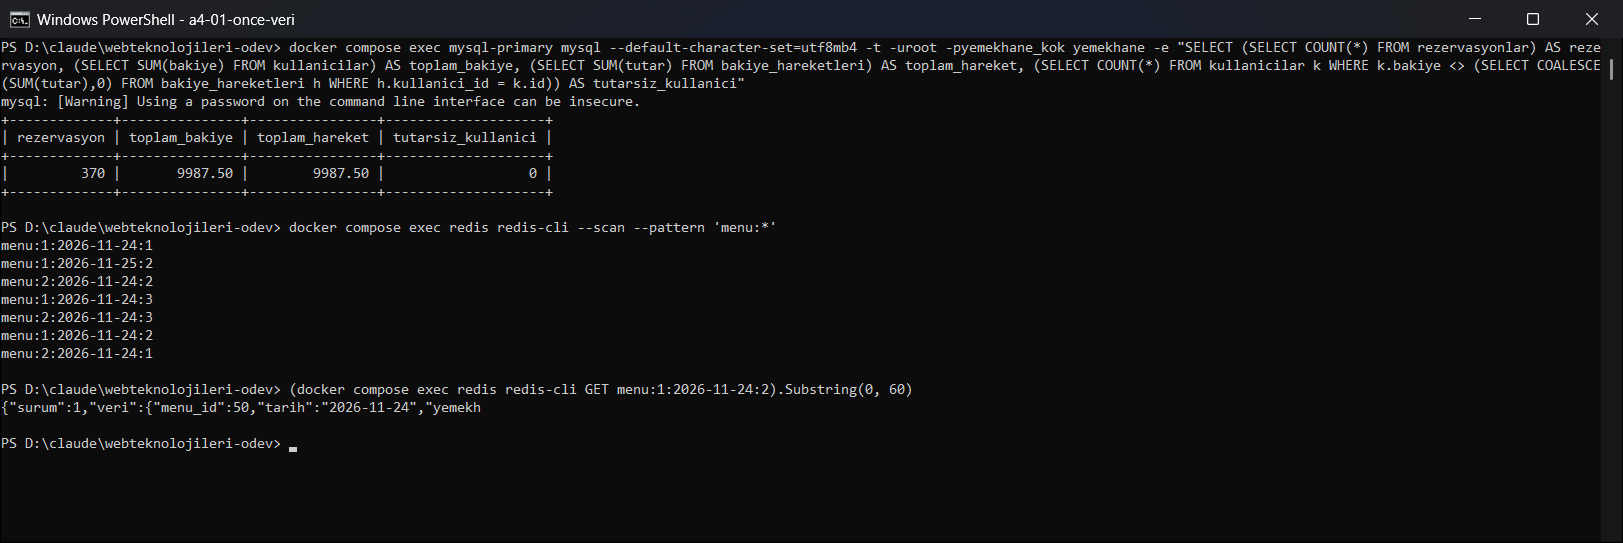 Windows PowerShell - a4-01-once-veri
PS D:\claude\webteknolojileri-odev> docker compose exec mysql-primary mysql --default-character-set=utf8mb4 -t -uroot -pyemekhane_kok yemekhane -e "SELECT (SELECT COUNT(*) FROM rezervasyonlar) AS reze
rvasyon, (SELECT SUM(bakiye) FROM kullanicilar) AS toplam_bakiye, (SELECT SUM(tutar) FROM bakiye_hareketleri) AS toplam_hareket, (SELECT COUNT(*) FROM kullanicilar k WHERE k.bakiye <> (SELECT COALESCE
(SUM(tutar),0) FROM bakiye_hareketleri h WHERE h.kullanici_id = k.id)) AS tutarsiz_kullanici"
mysql: [Warning] Using a password on the command line interface can be insecure.
+-------------+---------------+----------------+--------------------+
| rezervasyon | toplam_bakiye | toplam_hareket | tutarsiz_kullanici |
+-------------+---------------+----------------+--------------------+
|         370 |       9987.50 |        9987.50 |                  0 |
+-------------+---------------+----------------+--------------------+
PS D:\claude\webteknolojileri-odev> docker compose exec redis redis-cli --scan --pattern 'menu:*'
menu:1:2026-11-24:1
menu:1:2026-11-25:2
menu:2:2026-11-24:2
menu:1:2026-11-24:3
menu:2:2026-11-24:3
menu:1:2026-11-24:2
menu:2:2026-11-24:1
PS D:\claude\webteknolojileri-odev> (docker compose exec redis redis-cli GET menu:1:2026-11-24:2).Substring(0, 60)
{"surum":1,"veri":{"menu_id":50,"tarih":"2026-11-24","yemekh
PS D:\claude\webteknolojileri-odev>